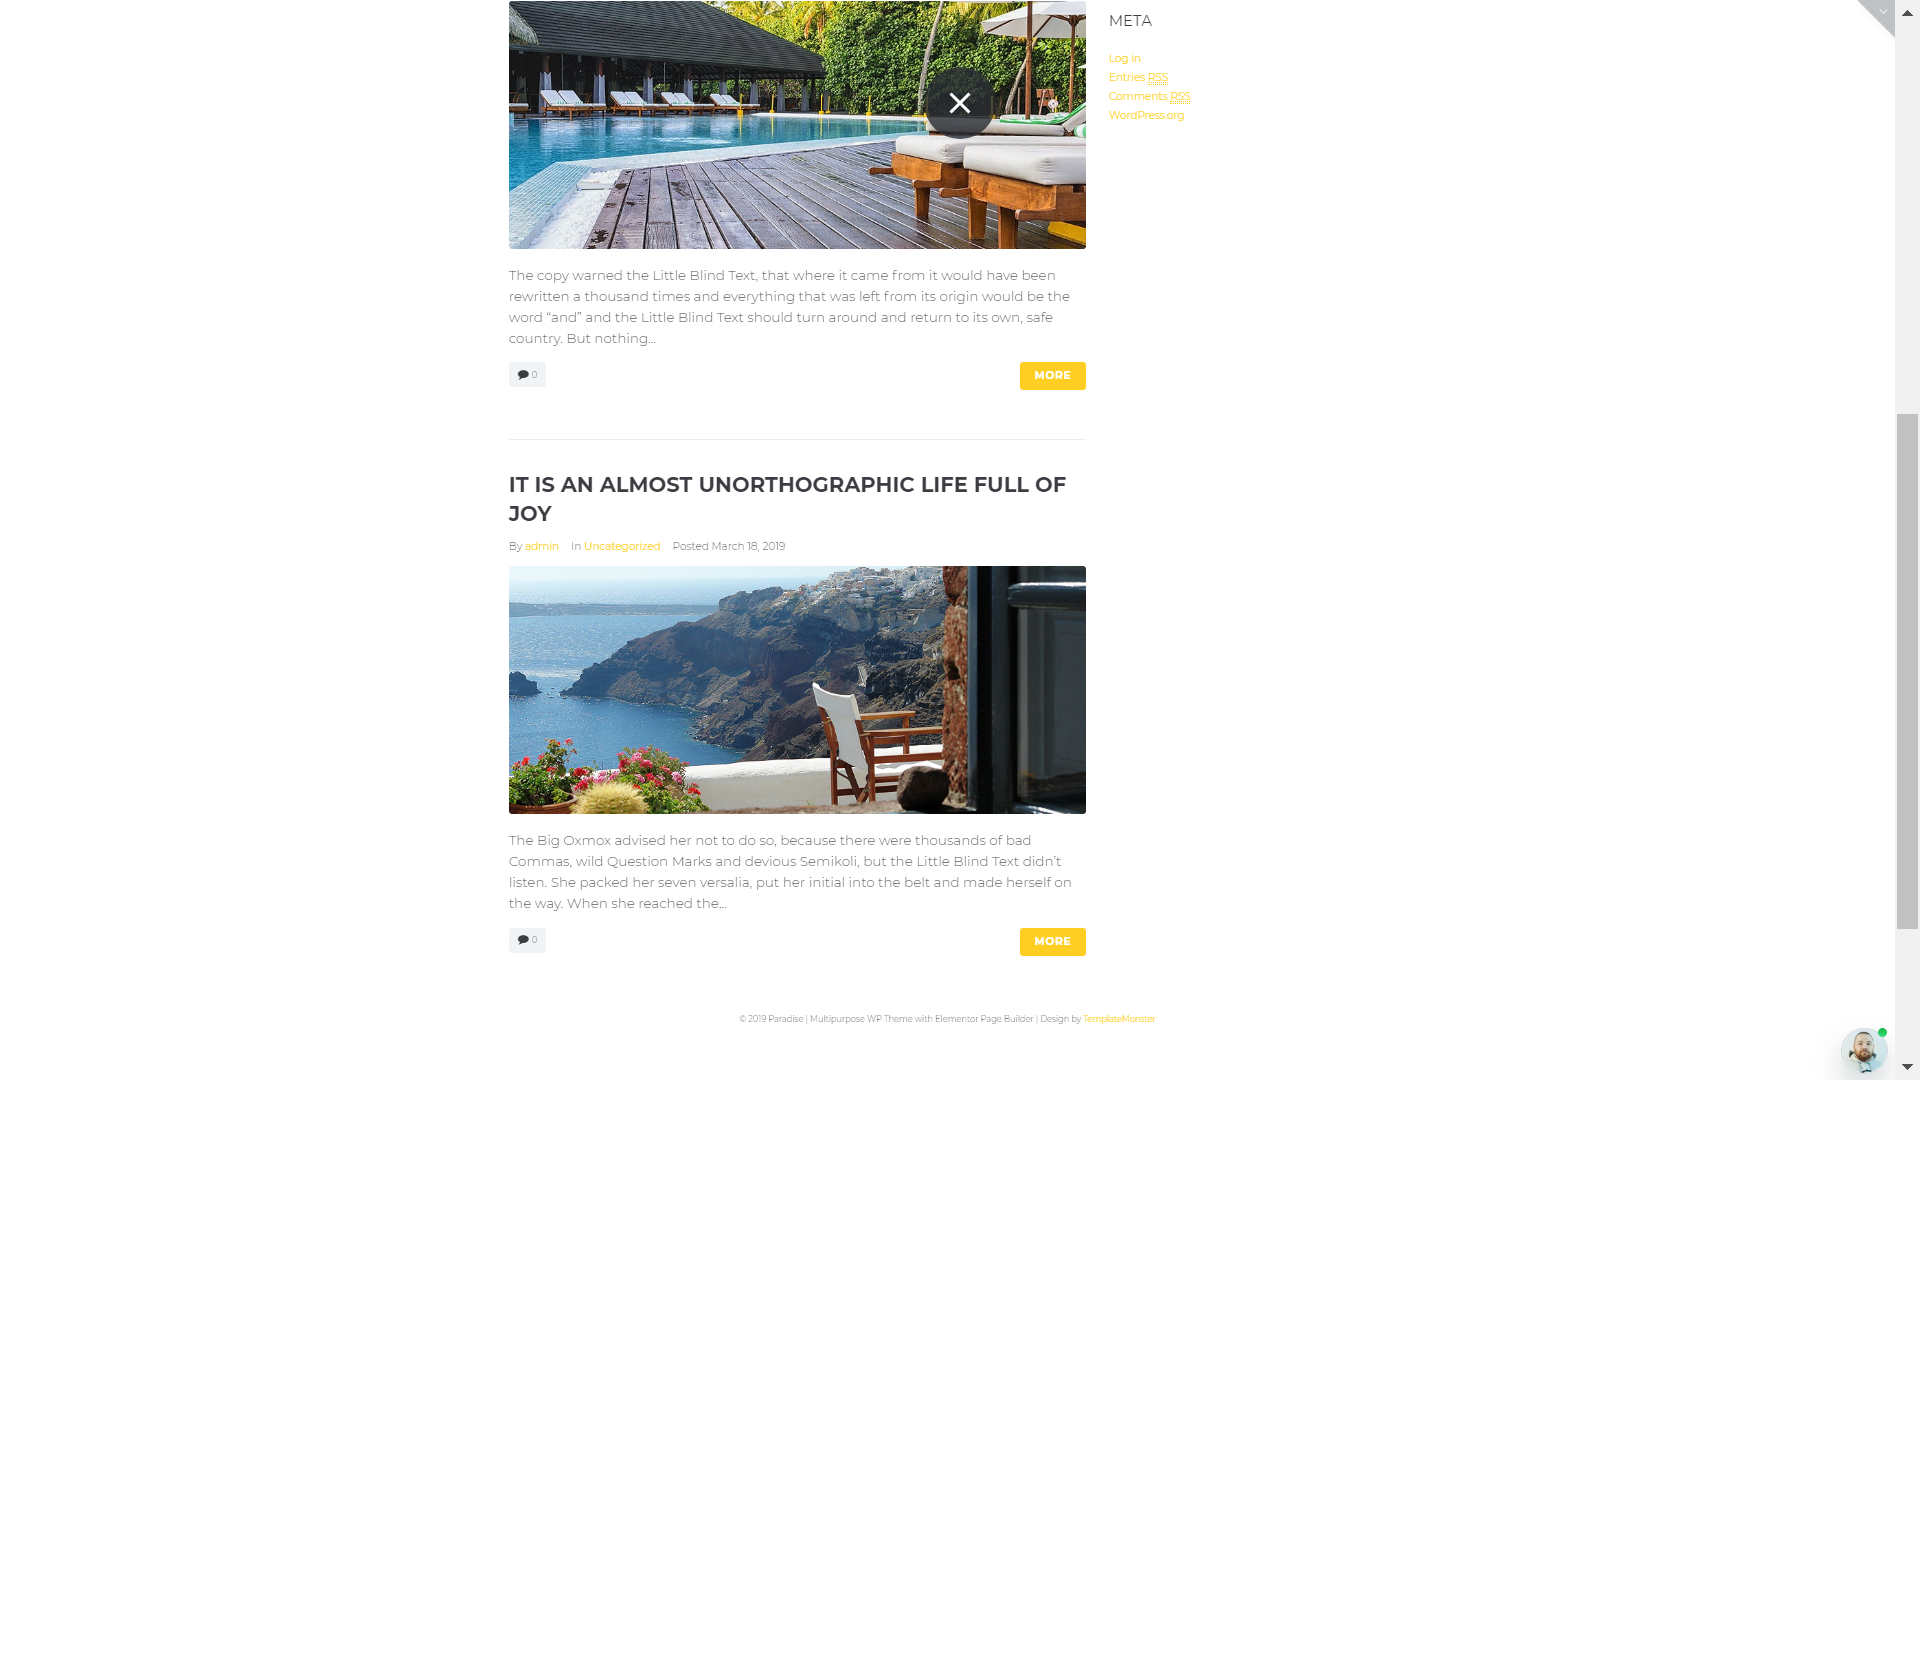 META
Log in
Entries RSS
Comments RSS
WordPress.org
The copy warned the Little Blind Text, that where it came from it would have been
rewritten a thousand times and everything that was left from its origin would be the
word “and” and the Little Blind Text should turn around and return to its own, safe
country. But nothing...
0
MORE
IT IS AN ALMOST UNORTHOGRAPHIC LIFE FULL OF
JOY
By admin In Uncategorized Posted March 18, 2019
The Big Oxmox advised her not to do so, because there were thousands of bad
Commas, wild Question Marks and devious Semikoli, but the Little Blind Text didn’t
listen. She packed her seven versalia, put her initial into the belt and made herself on
the way. When she reached the...
0
MORE
© 2019 Paradise | Multipurpose WP Theme with Elementor Page Builder | Design by TemplateMonster